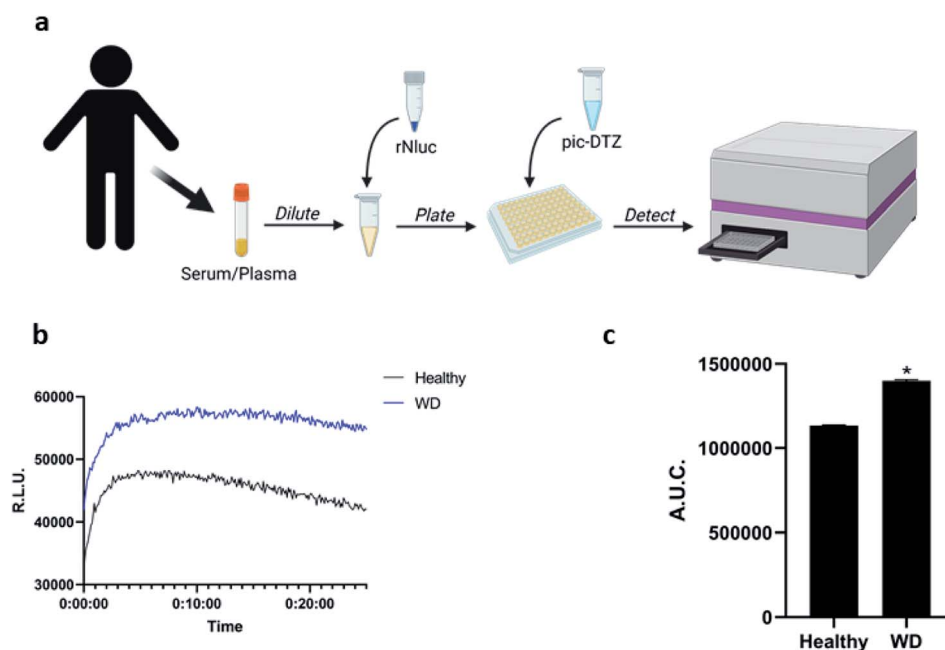 a
rNluc
pic-DTZ
Dilute
Plate
Detect
Serum/Plasma
b
Healthy
WD
60000
50000
40000
30000
R.L.U.
0:00:00
0:10:00
0:20:00
Time
c
1500000
1000000
500000
0
A.U.C.
*
Healthy
WD